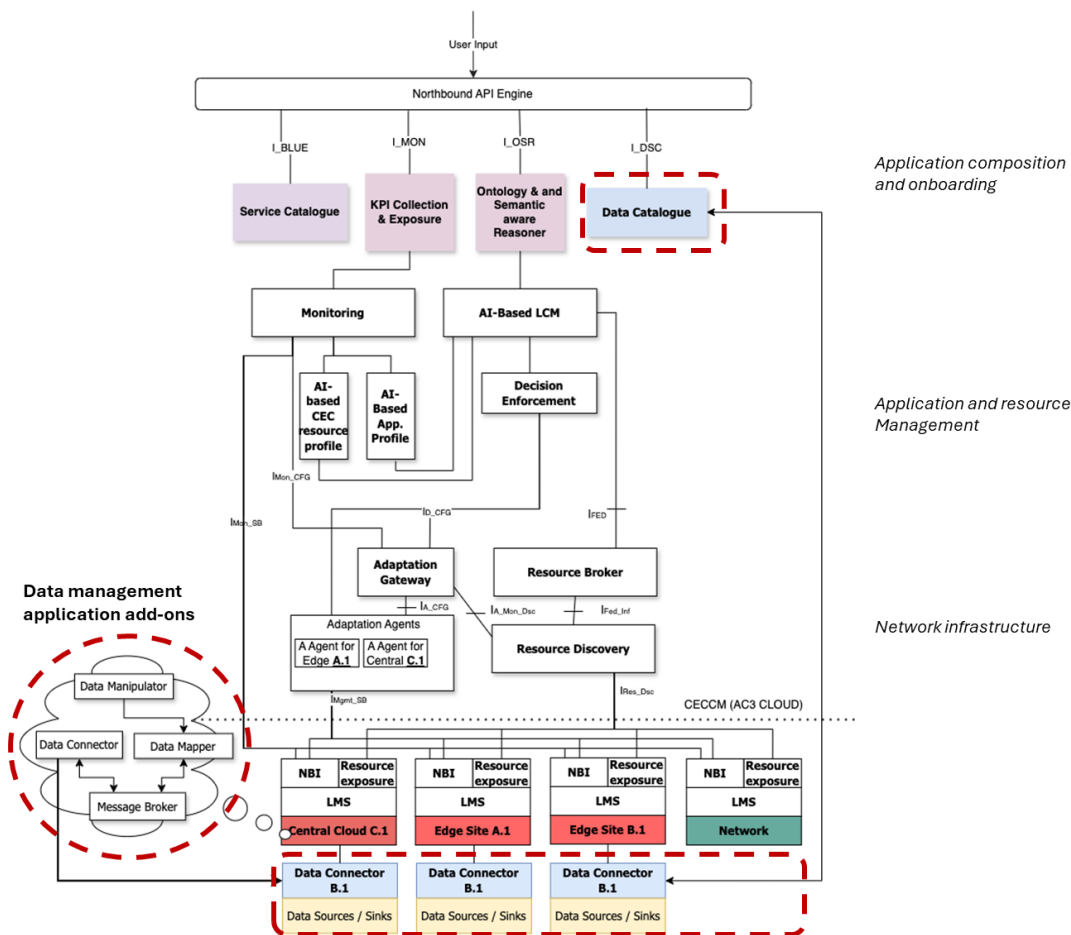 User Input
Northbound API Engine
I_BLUE
I_MON
I_OSR
I_DSC
Application composition
and onboarding
Service Catalogue
KPI Collection
& Exposure
Ontology & and
Semantic
aware
Reasoner
Data Catalogue
Monitoring
AI-Based LCM
AI-
based
CEC
resource
profile
AI-
Based
App.
Profile
Decision
Enforcement
Application and resource
Management
IMon_CFG
IMon_SB
ID_CFG
IFED
Adaptation
Gateway
Resource Broker
Data management
application add-ons
IA_CFG
IA_Mon_Dsc
IFed_Inf
Adaptation Agents
A Agent for
Edge A.1
A Agent for
Central C.1
Resource Discovery
Network infrastructure
IMgmt_SB
IRes_Dsc
CECCM (AC3 CLOUD)
Data Manipulator
Data Connector
Data Mapper
Message Broker
NBI
Resource
exposure
LMS
Central Cloud C.1
NBI
Resource
exposure
LMS
Edge Site A.1
NBI
Resource
exposure
LMS
Edge Site B.1
NBI
Resource
exposure
LMS
Network
Data Connector
B.1
Data Sources / Sinks
Data Connector
B.1
Data Sources / Sinks
Data Connector
B.1
Data Sources / Sinks